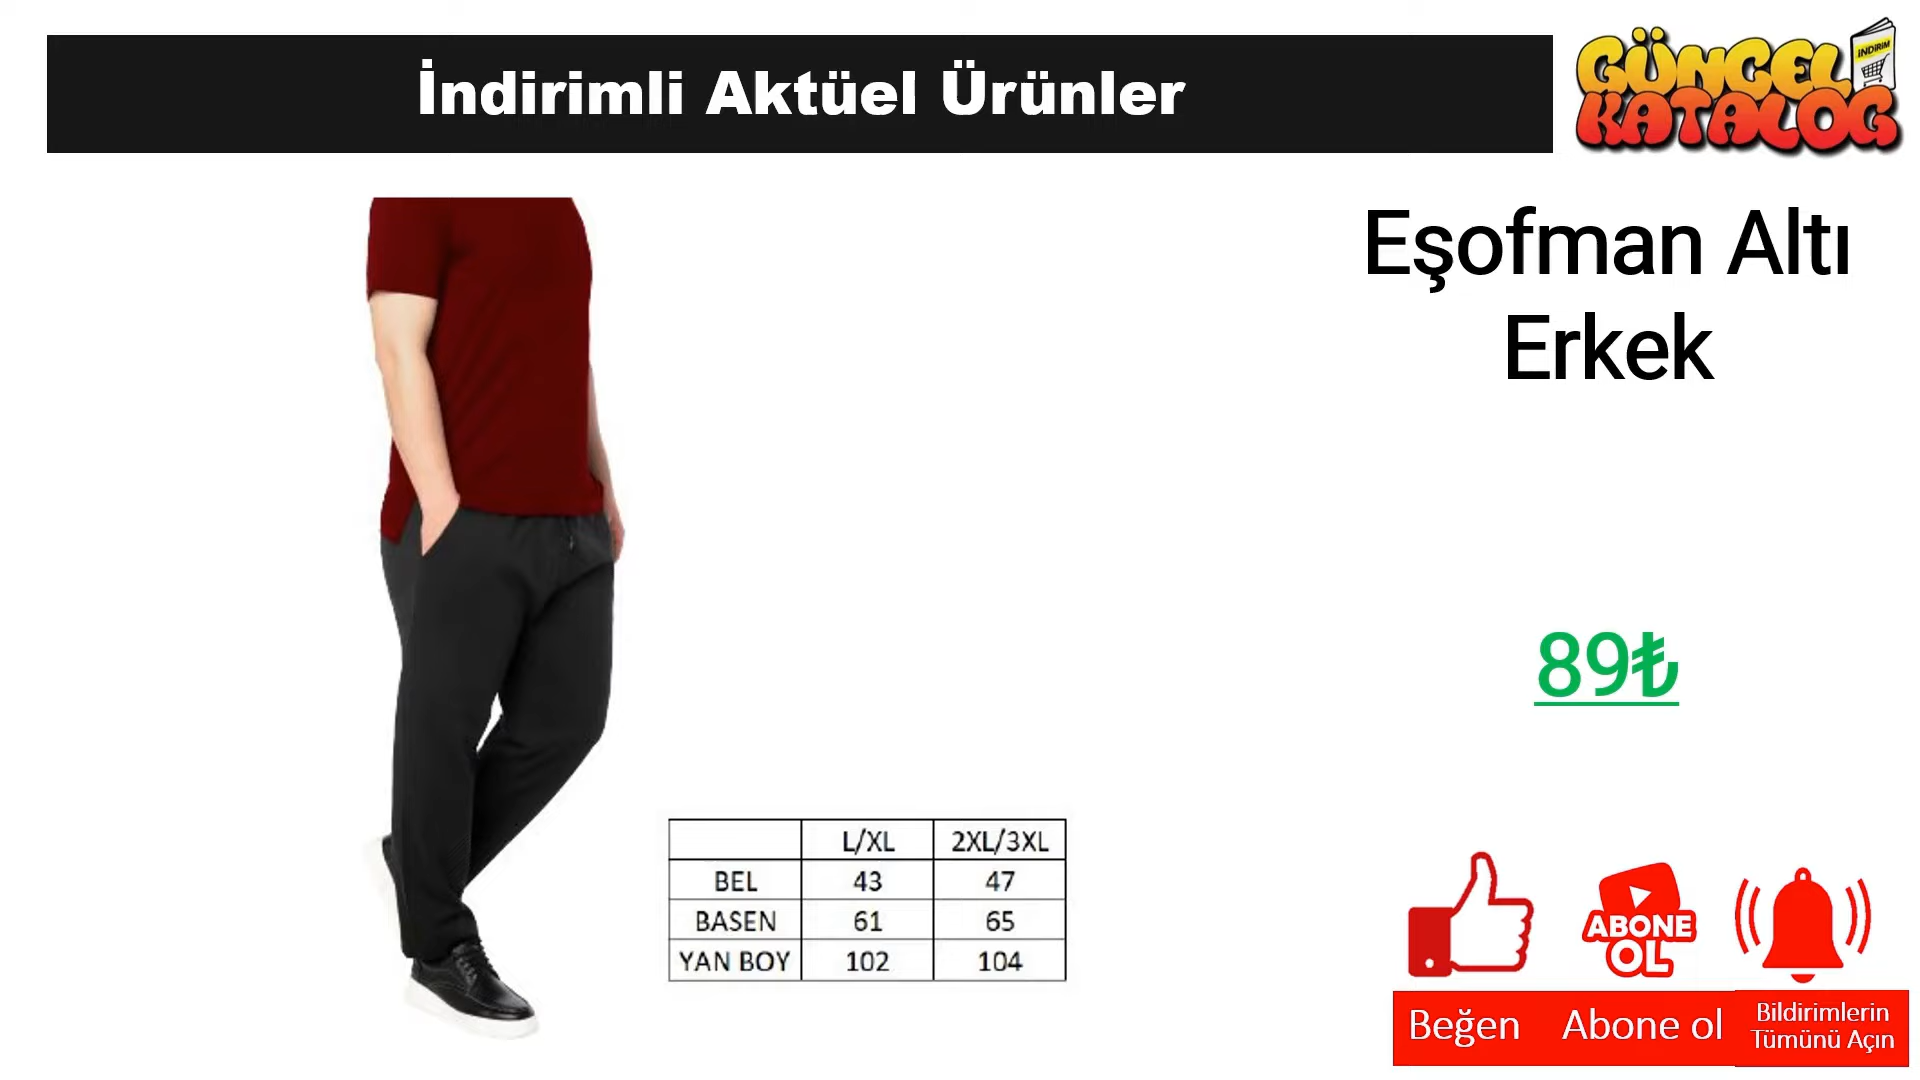 İndirimli Aktüel Ürünler
GÜNCEL
KATALOG
İNDİRİM
Eşofman Altı
Erkek
89₺
L/XL 2XL/3XL
BEL 43 47
BASEN 61 65
YAN BOY 102 104
ABONE
OL
Beğen
Abone ol
Bildirimlerin
Tümünü Açın